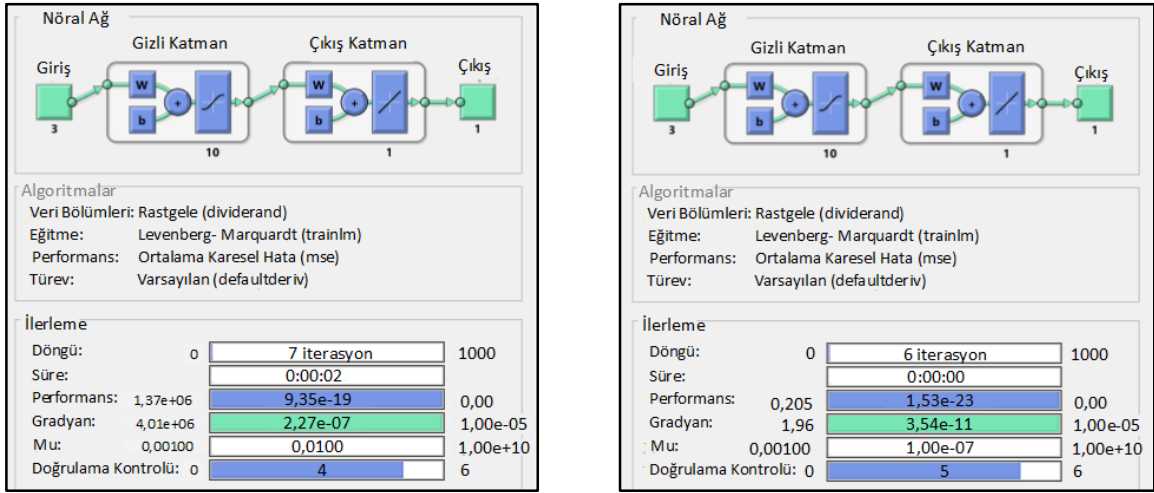 Nöral Ağ
Gizli Katman Çıkış Katman
Giriş Çıkış
W W
+ +
b b
3 10 1 1
Algoritmalar
Veri Bölümleri: Rastgele (dividerand)
Eğitme: Levenberg- Marquardt (trainlm)
Performans: Ortalama Karesel Hata (mse)
Türev: Varsayılan (defaultderiv)
İlerleme
Döngü: 0 7 iterasyon 1000
Süre: 0:00:02
Performans: 1,37e+06 9,35e-19 0,00
Gradyan: 4,01e+06 2,27e-07 1,00e-05
Mu: 0,00100 0,0100 1,00e+10
Doğrulama Kontrolü: 0 4 6
Nöral Ağ
Gizli Katman Çıkış Katman
Giriş Çıkış
W W
+ +
b b
3 10 1 1
Algoritmalar
Veri Bölümleri: Rastgele (dividerand)
Eğitme: Levenberg- Marquardt (trainlm)
Performans: Ortalama Karesel Hata (mse)
Türev: Varsayılan (defaultderiv)
İlerleme
Döngü: 0 6 iterasyon 1000
Süre: 0:00:00
Performans: 0,205 1,53e-23 0,00
Gradyan: 1,96 3,54e-11 1,00e-05
Mu: 0,00100 1,00e-07 1,00e+10
Doğrulama Kontrolü: 0 5 6